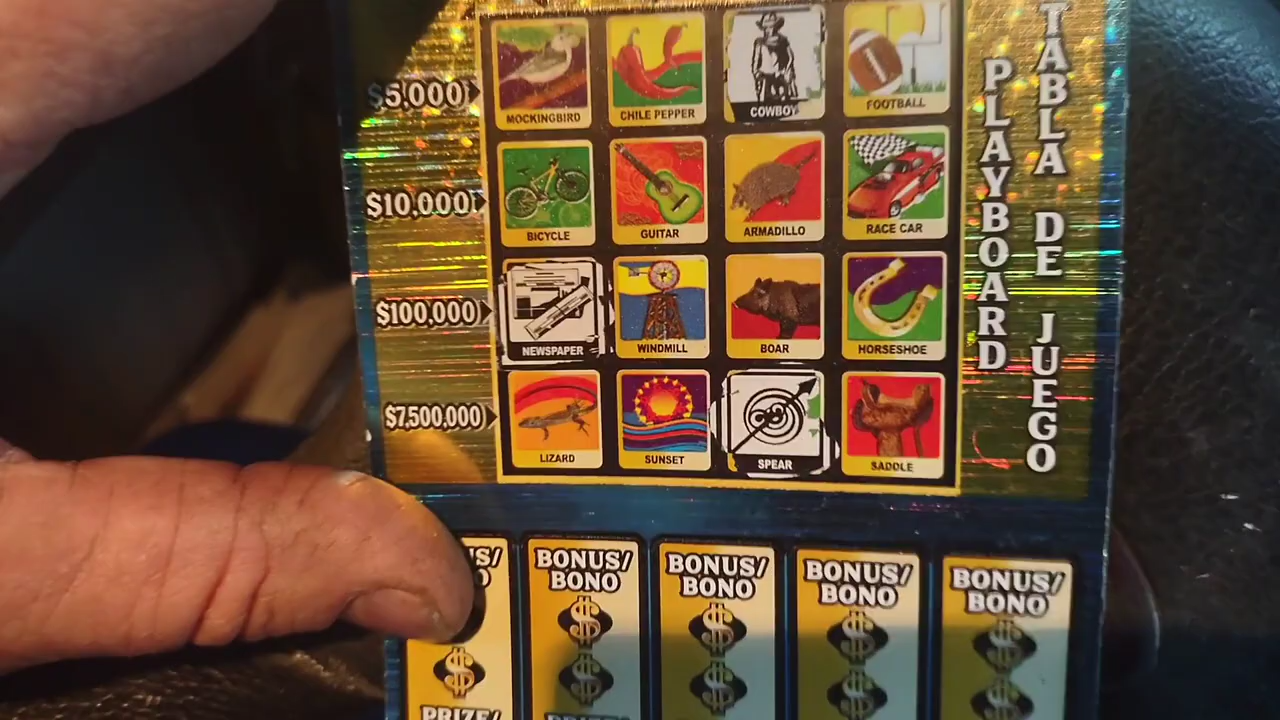 TABLA DE JUEGO
PLAYBOARD
$5,000
MOCKINGBIRD
CHILE PEPPER
COWBOY
FOOTBALL
$10,000
BICYCLE
GUITAR
ARMADILLO
RACE CAR
$100,000
NEWSPAPER
WINDMILL
BOAR
HORSESHOE
$7,500,000
LIZARD
SUNSET
SPEAR
SADDLE
BONUS/
BONO
BONUS/
BONO
BONUS/
BONO
BONUS/
BONO
$
$
$
$
$
$
$
$
$
PRIZE/